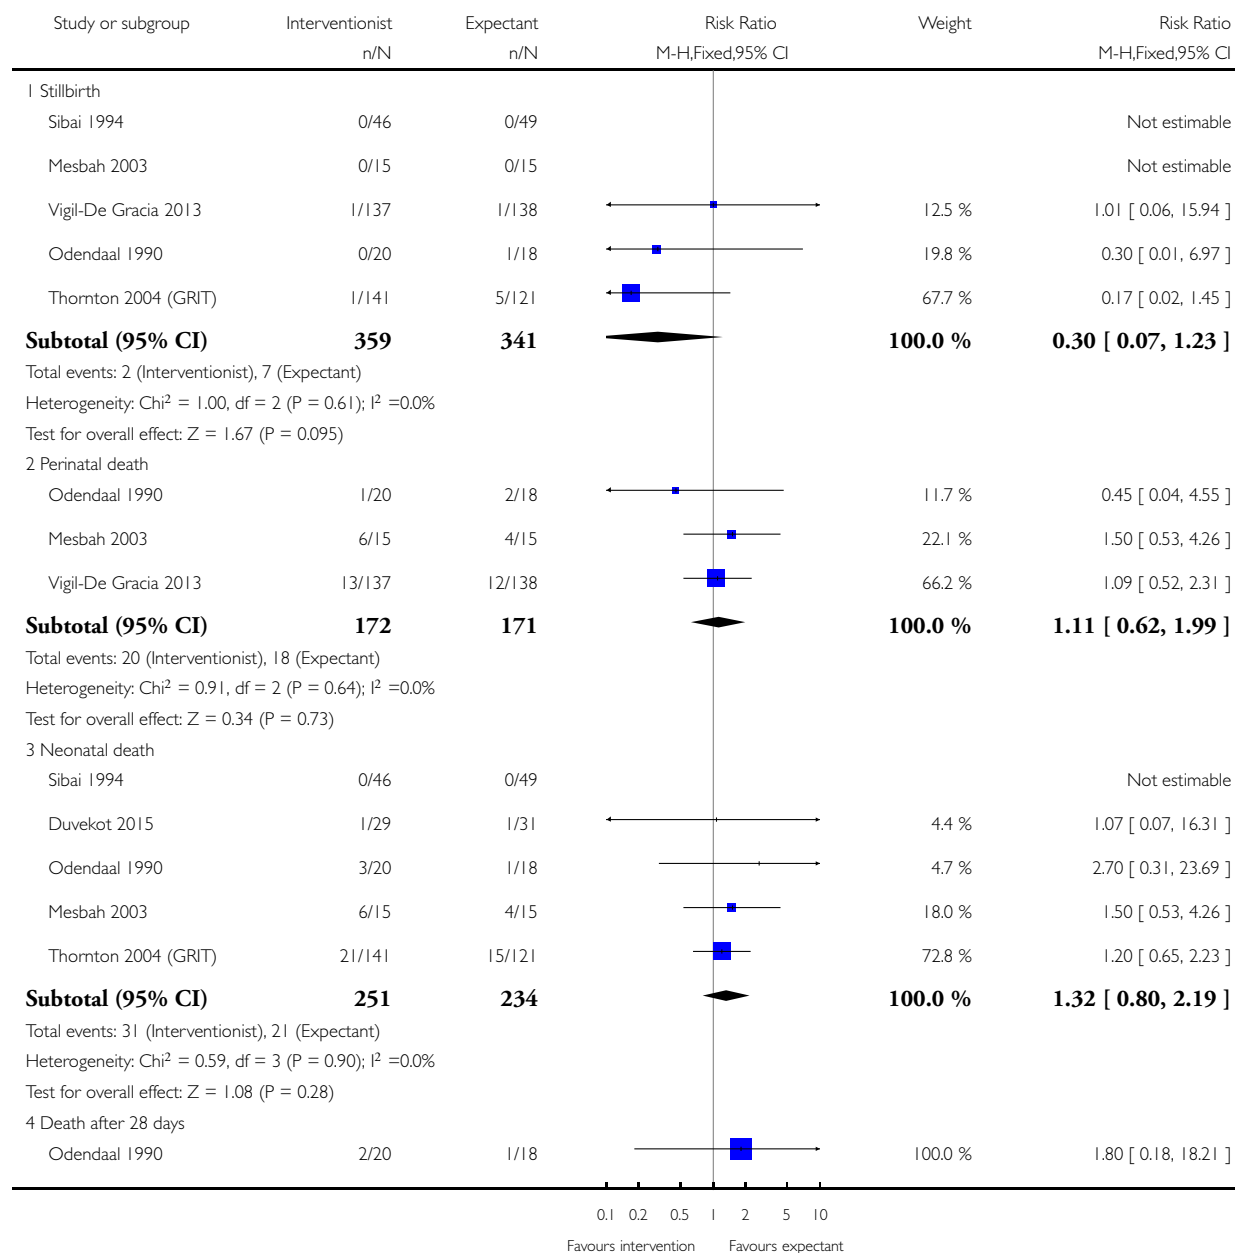 Study or subgroup Interventionist Expectant Risk Ratio Weight Risk Ratio
n/N n/N M-H,Fixed,95% CI M-H,Fixed,95% CI
1 Stillbirth
Sibai 1994 0/46 0/49 Not estimable
Mesbah 2003 0/15 0/15 Not estimable
Vigil-De Gracia 2013 1/137 1/138 12.5 % 1.01 [ 0.06, 15.94 ]
Odendaal 1990 0/20 1/18 19.8 % 0.30 [ 0.01, 6.97 ]
Thornton 2004 (GRIT) 1/141 5/121 67.7 % 0.17 [ 0.02, 1.45 ]
Subtotal (95% CI) 359 341 100.0 % 0.30 [ 0.07, 1.23 ]
Total events: 2 (Interventionist), 7 (Expectant)
Heterogeneity: Chi² = 1.00, df = 2 (P = 0.61); I² =0.0%
Test for overall effect: Z = 1.67 (P = 0.095)
2 Perinatal death
Odendaal 1990 1/20 2/18 11.7 % 0.45 [ 0.04, 4.55 ]
Mesbah 2003 6/15 4/15 22.1 % 1.50 [ 0.53, 4.26 ]
Vigil-De Gracia 2013 13/137 12/138 66.2 % 1.09 [ 0.52, 2.31 ]
Subtotal (95% CI) 172 171 100.0 % 1.11 [ 0.62, 1.99 ]
Total events: 20 (Interventionist), 18 (Expectant)
Heterogeneity: Chi² = 0.91, df = 2 (P = 0.64); I² =0.0%
Test for overall effect: Z = 0.34 (P = 0.73)
3 Neonatal death
Sibai 1994 0/46 0/49 Not estimable
Duvekot 2015 1/29 1/31 4.4 % 1.07 [ 0.07, 16.31 ]
Odendaal 1990 3/20 1/18 4.7 % 2.70 [ 0.31, 23.69 ]
Mesbah 2003 6/15 4/15 18.0 % 1.50 [ 0.53, 4.26 ]
Thornton 2004 (GRIT) 21/141 15/121 72.8 % 1.20 [ 0.65, 2.23 ]
Subtotal (95% CI) 251 234 100.0 % 1.32 [ 0.80, 2.19 ]
Total events: 31 (Interventionist), 21 (Expectant)
Heterogeneity: Chi² = 0.59, df = 3 (P = 0.90); I² =0.0%
Test for overall effect: Z = 1.08 (P = 0.28)
4 Death after 28 days
Odendaal 1990 2/20 1/18 100.0 % 1.80 [ 0.18, 18.21 ]
0.1 0.2 0.5 1 2 5 10
Favours intervention Favours expectant